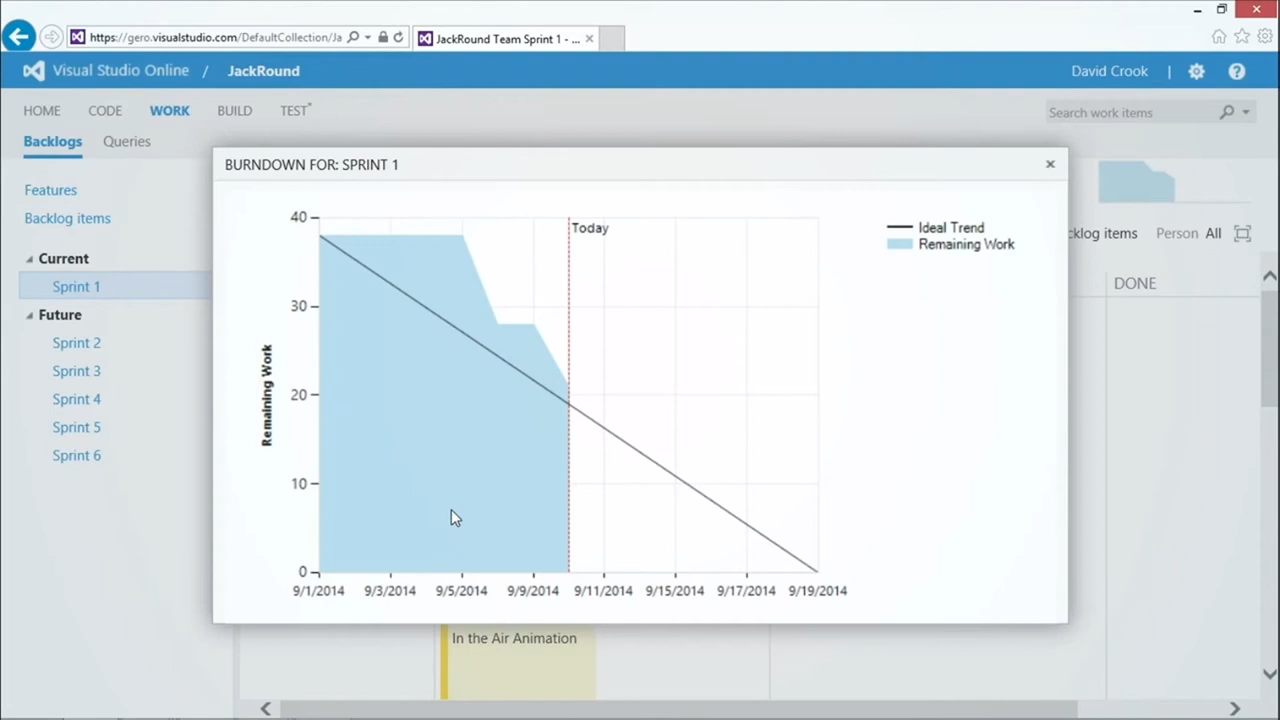 https://gero.visualstudio.com/DefaultCollection/Ja
JackRound Team Sprint 1 - ...
Visual Studio Online / JackRound
David Crook |
HOME CODE WORK BUILD TEST
Search work items
Backlogs Queries
BURNDOWN FOR: SPRINT 1
Features
Backlog items
Current
Sprint 1
Future
Sprint 2
Sprint 3
Sprint 4
Sprint 5
Sprint 6
Remaining Work
40
30
20
10
0
Today
Ideal Trend
Remaining Work
9/1/2014 9/3/2014 9/5/2014 9/9/2014 9/11/2014 9/15/2014 9/17/2014 9/19/2014
cklog items Person All
DONE
In the Air Animation